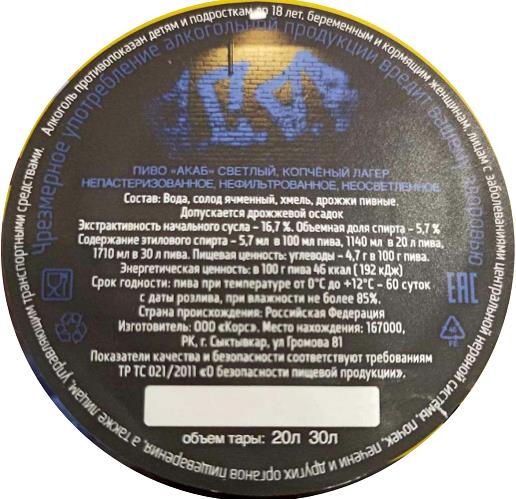 Алкоголь противопоказан детям и подросткам до 18 лет, беременным и кормящим женщинам, лицам с заболеваниями центральной нервной системы, почек, печени и других органов пищеварения, а также лицам, управляющим транспортными средствами.
Чрезмерное употребление алкогольной продукции вредит вашему здоровью
ПИВО «АКАБ» СВЕТЛЫЙ, КОПЧЁНЫЙ ЛАГЕР
НЕПАСТЕРИЗОВАННОЕ, НЕФИЛЬТРОВАННОЕ, НЕОСВЕТЛЕННОЕ
Состав: Вода, солод ячменный, хмель, дрожжи пивные.
Допускается дрожжевой осадок
Экстрактивность начального сусла – 16,7 %. Объемная доля спирта – 5,7 %
Содержание этилового спирта – 5,7 мл в 100 мл пива, 1140 мл в 20 л пива,
1710 мл в 30 л пива. Пищевая ценность: углеводы – 4,7 г в 100 г пива.
Энергетическая ценность: в 100 г пива 46 ккал ( 192 кДж)
Срок годности: пива при температуре от 0°С до +12°С – 60 суток
с даты розлива, при влажности не более 85%.
Страна происхождения: Российская Федерация
Изготовитель: ООО «Корс». Место нахождения: 167000,
РК, г. Сыктывкар, ул Громова 81
Показатели качества и безопасности соответствуют требованиям
ТР ТС 021/2011 «О безопасности пищевой продукции».
EAC
40
FE
объем тары: 20л 30л